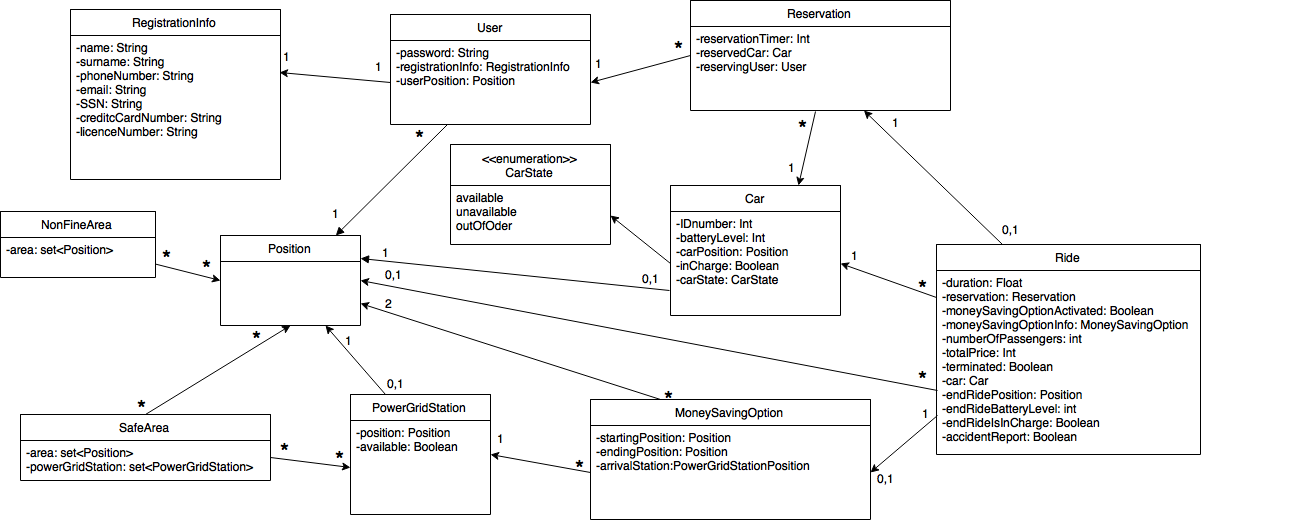 RegistrationInfo
-name: String
-surname: String
-phoneNumber: String
-email: String
-SSN: String
-creditcCardNumber: String
-licenceNumber: String
1
1
User
-password: String
-registrationInfo: RegistrationInfo
-userPosition: Position
*
1
*
1
Reservation
-reservationTimer: Int
-reservedCar: Car
-reservingUser: User
*
1
1
0,1
<<enumeration>>
CarState
available
unavailable
outOfOder
Car
-IDnumber: Int
-batteryLevel: Int
-carPosition: Position
-inCharge: Boolean
-carState: CarState
1
*
NonFineArea
-area: set<Position>
*
*
Position
1
0,1
0,1
*
2
*
Ride
-duration: Float
-reservation: Reservation
-moneySavingOptionActivated: Boolean
-moneySavingOptionInfo: MoneySavingOption
-numberOfPassengers: int
-totalPrice: Int
-terminated: Boolean
-car: Car
-endRidePosition: Position
-endRideBatteryLevel: int
-endRideIsInCharge: Boolean
-accidentReport: Boolean
1
0,1
*
*
1
0,1
SafeArea
-area: set<Position>
-powerGridStation: set<PowerGridStation>
*
*
PowerGridStation
-position: Position
-available: Boolean
1
*
MoneySavingOption
-startingPosition: Position
-endingPosition: Position
-arrivalStation:PowerGridStationPosition